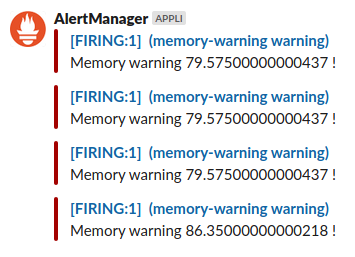 AlertManager APPLI
[FIRING:1] (memory-warning warning)
Memory warning 79.57500000000437 !
[FIRING:1] (memory-warning warning)
Memory warning 79.57500000000437 !
[FIRING:1] (memory-warning warning)
Memory warning 79.57500000000437 !
[FIRING:1] (memory-warning warning)
Memory warning 86.35000000000218 !